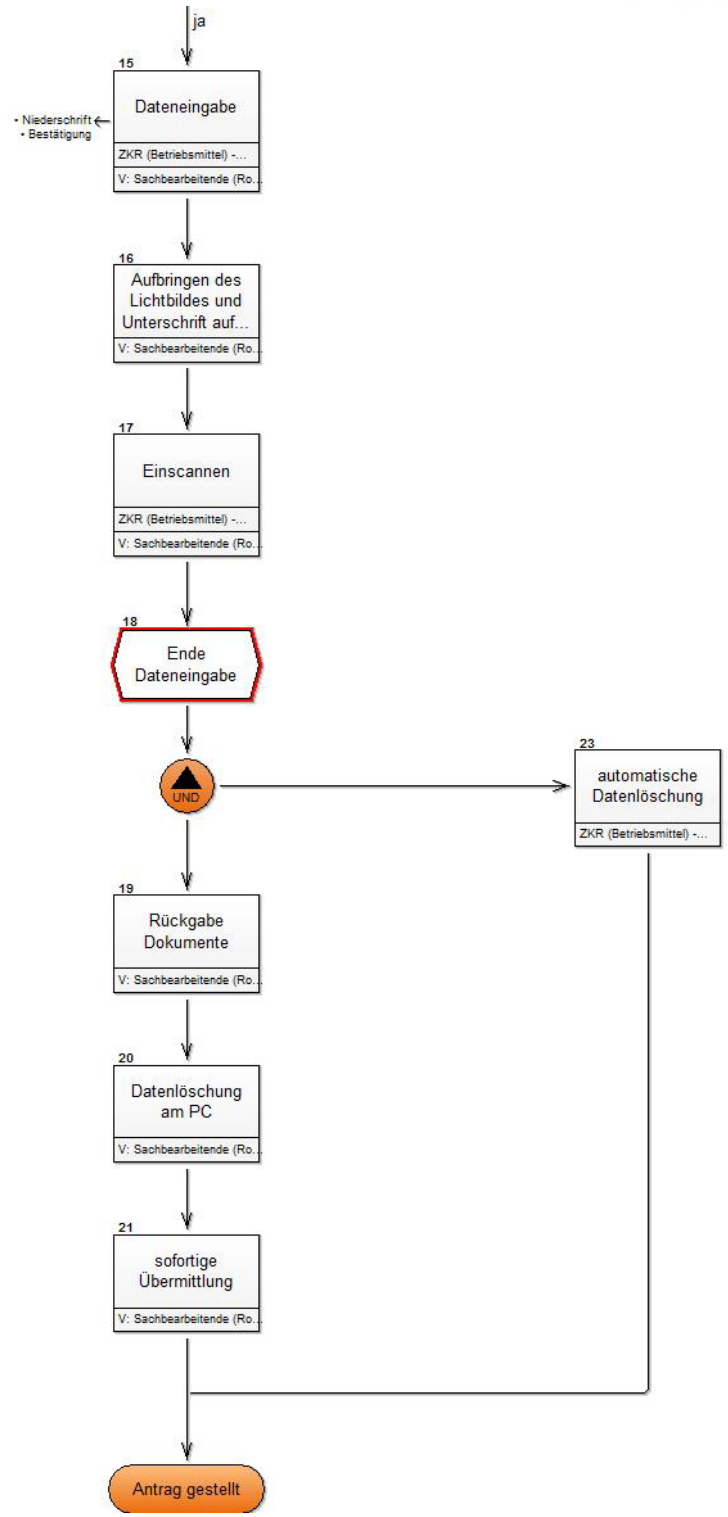 ja
15
Dateneingabe
• Niederschrift
• Bestätigung
ZKR (Betriebsmittel) -...
V: Sachbearbeitende (Ro...
16
Aufbringen des
Lichtbildes und
Unterschrift auf...
V: Sachbearbeitende (Ro...
17
Einscannen
ZKR (Betriebsmittel) -...
V: Sachbearbeitende (Ro...
18
Ende
Dateneingabe
UND
23
automatische
Datenlöschung
ZKR (Betriebsmittel) -...
19
Rückgabe
Dokumente
V: Sachbearbeitende (Ro...
20
Datenlöschung
am PC
V: Sachbearbeitende (Ro...
21
sofortige
Übermittlung
V: Sachbearbeitende (Ro...
Antrag gestellt